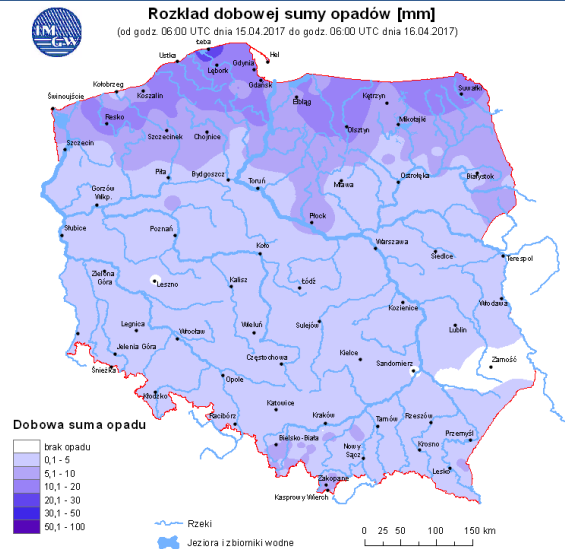 IM
G-W
Rozkład dobowej sumy opadów [mm]
(od godz. 06:00 UTC dnia 15.04.2017 do godz. 06:00 UTC dnia 16.04.2017)
Łeba
Ustka
Hel
Lębork
Gdynia
Gdańsk
Kołobrzeg
Koszalin
Świnoujście
Elbląg
Kętrzyn
Suwałki
Resko
Olsztyn
Mikołajki
Szczecinek
Chojnice
Szczecin
Piła
Bydgoszcz
Toruń
Mława
Ostrołęka
Białystok
Gorzów
Wlkp.
Płock
Słubice
Poznań
Koło
Warszawa
Siedlce
Terespol
Zielona
Góra
Leszno
Kalisz
Łódź
Kozienice
Włodawa
Legnica
Wrocław
Wieluń
Sulejów
Lublin
Jelenia Góra
Częstochowa
Kielce
Sandomierz
Zamość
Śnieżka
Opole
Kłodzko
Katowice
Racibórz
Kraków
Tarnów
Rzeszów
Przemyśl
Bielsko-Biała
Nowy
Sącz
Krosno
Lesko
Zakopane
Kasprowy Wierch
Dobowa suma opadu
brak opadu
0,1 - 5
5,1 - 10
10,1 - 20
20,1 - 30
30,1 - 50
50,1 - 100
Rzeki
Jeziora i zbiorniki wodne
0 25 50 100 150 km